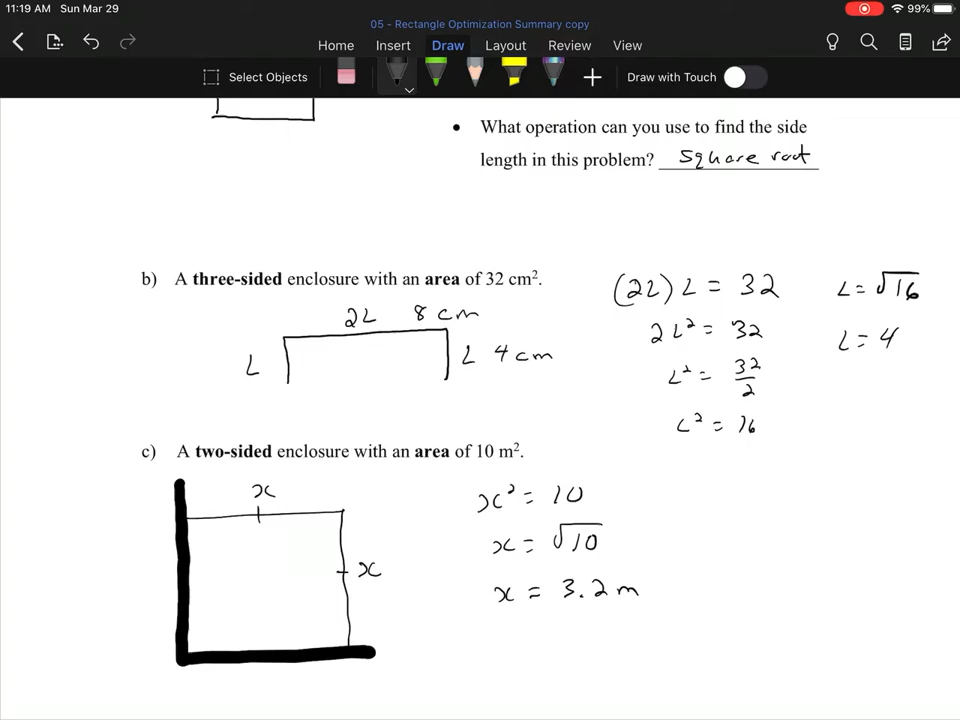 11:19 AM Sun Mar 29
99%
05 - Rectangle Optimization Summary copy
Home Insert Draw Layout Review View
Select Objects
Draw with Touch
• What operation can you use to find the side
length in this problem? square root
b) A three-sided enclosure with an area of 32 cm².
2L 8 cm
L
L 4 cm
(2L) L = 32
2L² = 32
L² = 32/2
L² = 16
L = √16
L = 4
c) A two-sided enclosure with an area of 10 m².
x
x
x² = 10
x = √10
x = 3.2 m